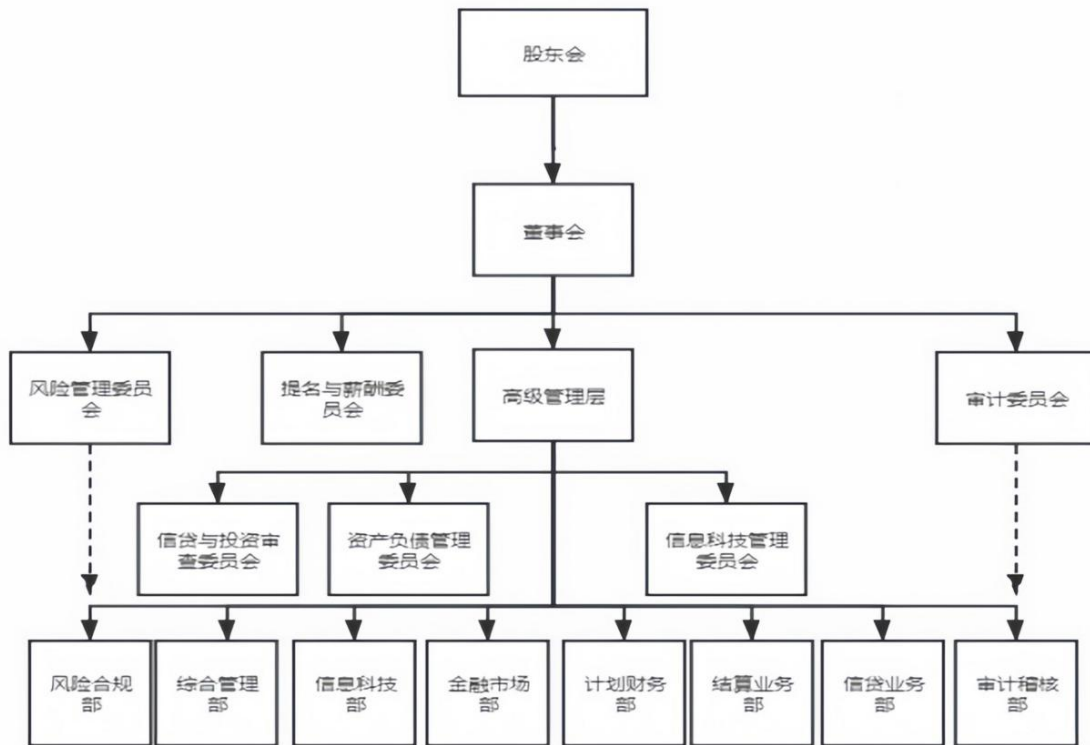 股东会
董事会
风险管理委员
会
提名与薪酬委
员会
高级管理层
审计委员会
信贷与投资审
查委员会
资产负债管理
委员会
信息科技管理
委员会
风险合规
部
综合管理
部
信息科技
部
金融市场
部
计划财务
部
结算业务
部
信贷业务
部
审计稽核
部